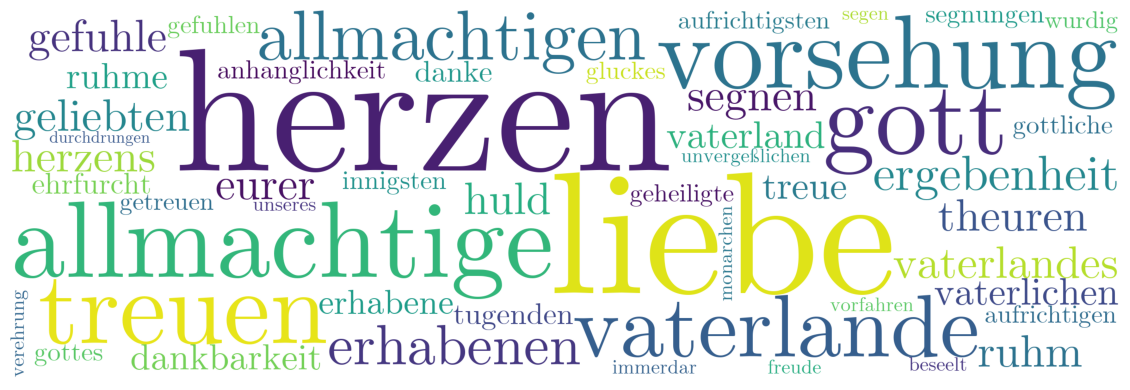 gefuhle gefuhlen allmachtigen aufrichtigsten segen segnungen wurdig
ruhme anhanglichkeit danke gluckes vorsehung
geliebten herzen segnen gott gottliche
durchdrungen vaterland
herzens unvergeßlichen
ehrfurcht eurer innigsten geheiligte treue ergebenheit
getreuen unseres huld liebe theuren
allmachtige monarchen vaterlandes
verehrung treuen erhabene tugenden vorfahren vaterlichen
gottes dankbarkeit erhabenen vaterlande aufrichtigen
immerdar freude beseelt ruhm